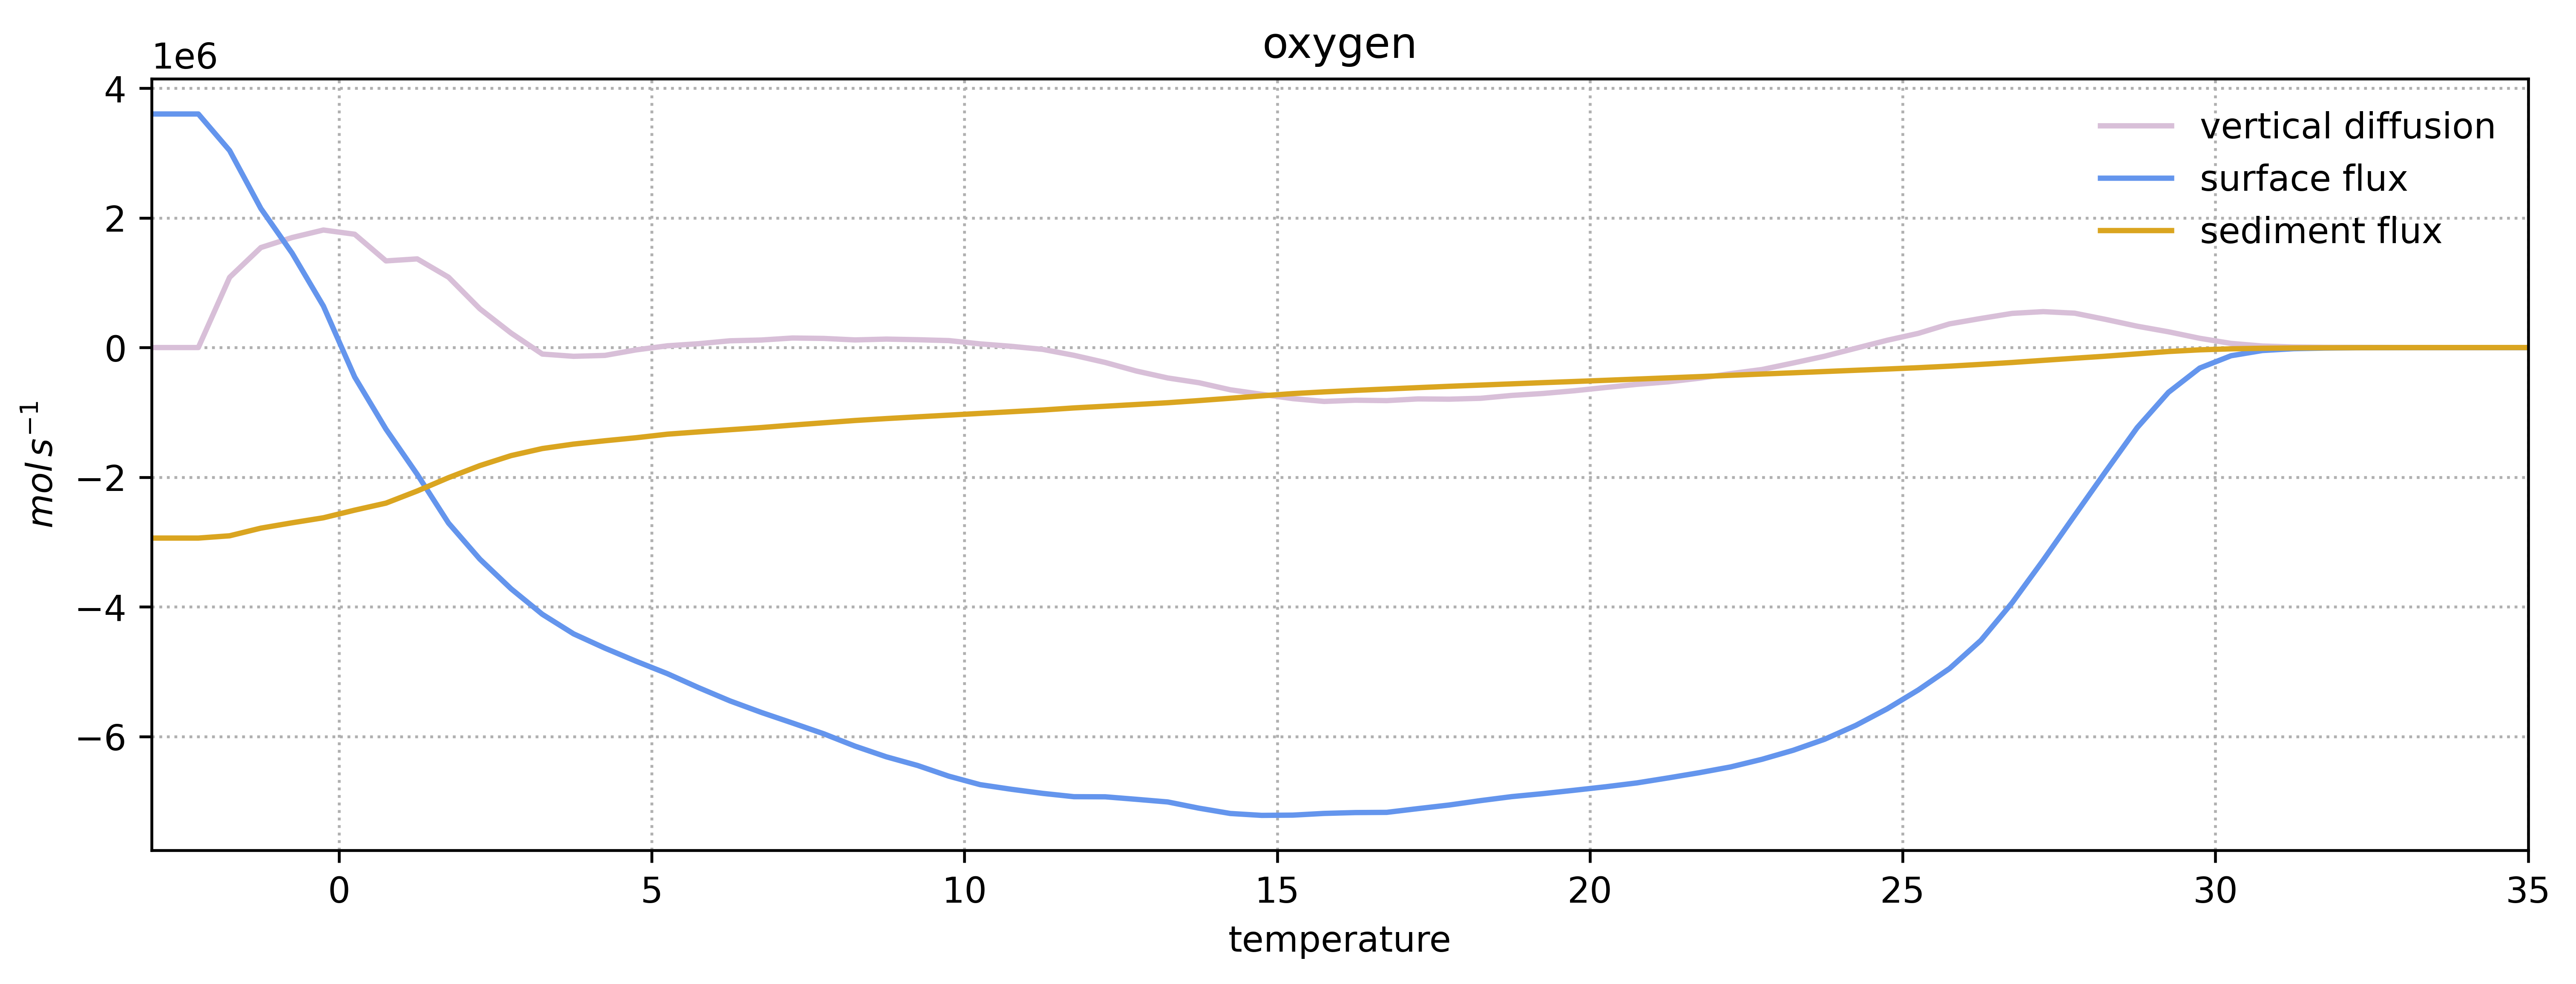 oxygen
1e6
4
2
0
−2
−4
−6
mol s⁻¹
vertical diffusion
surface flux
sediment flux
0 5 10 15 20 25 30 35
temperature